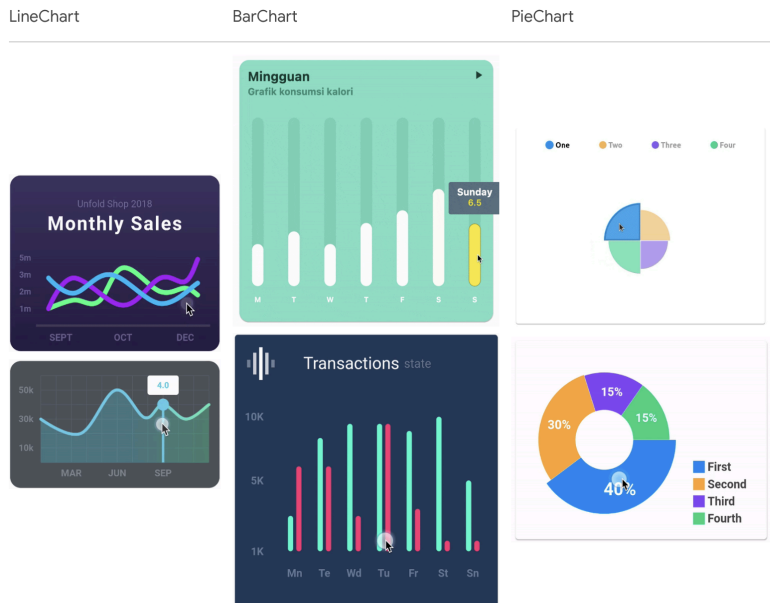 LineChart
BarChart
PieChart
Unfold Shop 2018
Monthly Sales
5m
3m
2m
1m
SEPT OCT DEC
4.0
50k
30k
10k
MAR JUN SEP
Mingguan
Grafik konsumsi kalori
Sunday
6.5
M T W T F S S
Transactions state
10K
5K
1K
Mn Te Wd Tu Fr St Sn
One Two Three Four
15%
30%
15%
40%
First
Second
Third
Fourth